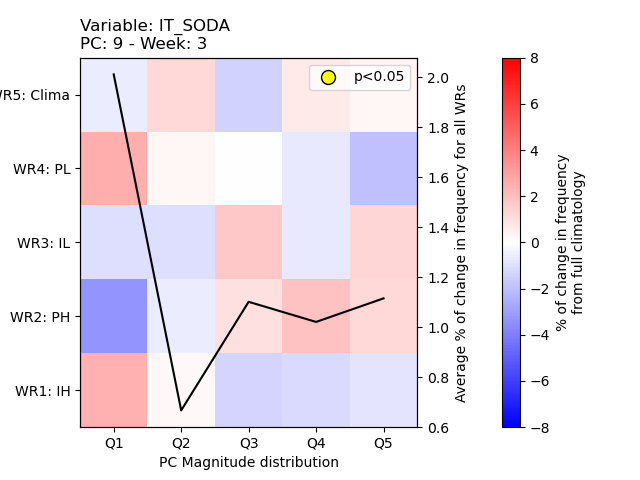 Variable: IT_SODA
PC: 9 - Week: 3
p<0.05
WR5: Clima
WR4: PL
WR3: IL
WR2: PH
WR1: IH
Q1 Q2 Q3 Q4 Q5
PC Magnitude distribution
2.0
1.8
1.6
1.4
1.2
1.0
0.8
0.6
Average % of change in frequency for all WRs
8
6
4
2
0
−2
−4
−6
−8
% of change in frequency
from full climatology